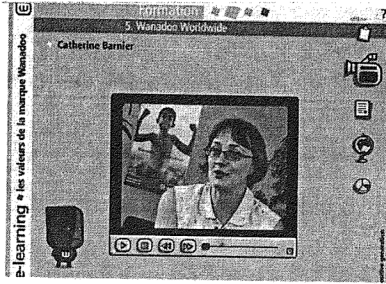 Formation
5. Wanadoo Worldwide
Catherine Barnier
e-learning
les valeurs de la marque Wanadoo